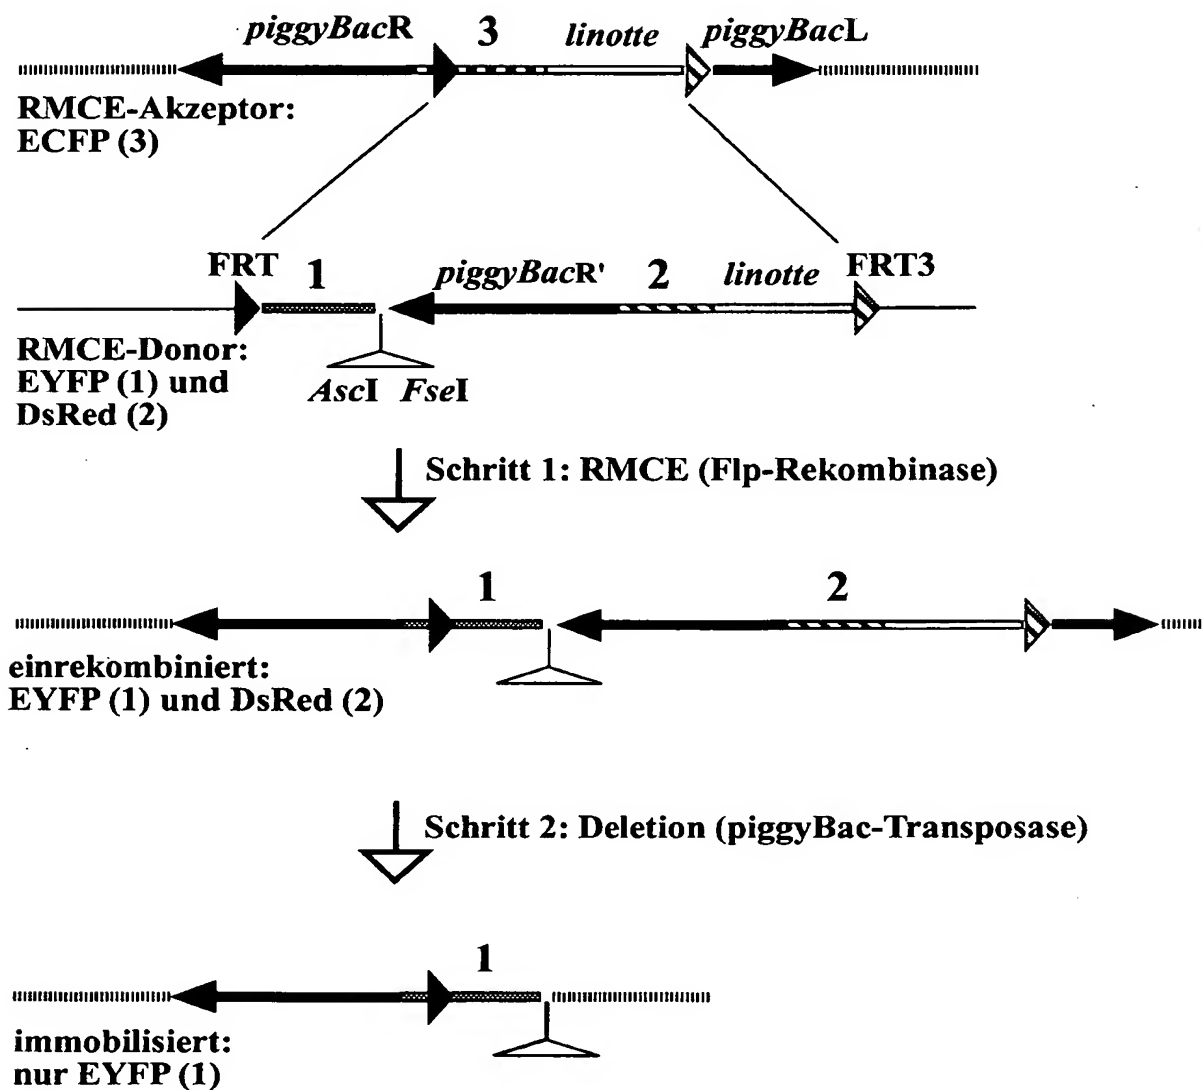 piggyBacR 3 linotte piggyBacL
RMCE-Akzeptor:
ECFP (3)
FRT 1 piggyBacR' 2 linotte FRT3
RMCE-Donor:
EYFP (1) und
DsRed (2)
AscI FseI
Schritt 1: RMCE (Flp-Rekombinase)
1 2
einrekombiniert:
EYFP (1) und DsRed (2)
Schritt 2: Deletion (piggyBac-Transposase)
1
immobilisiert:
nur EYFP (1)